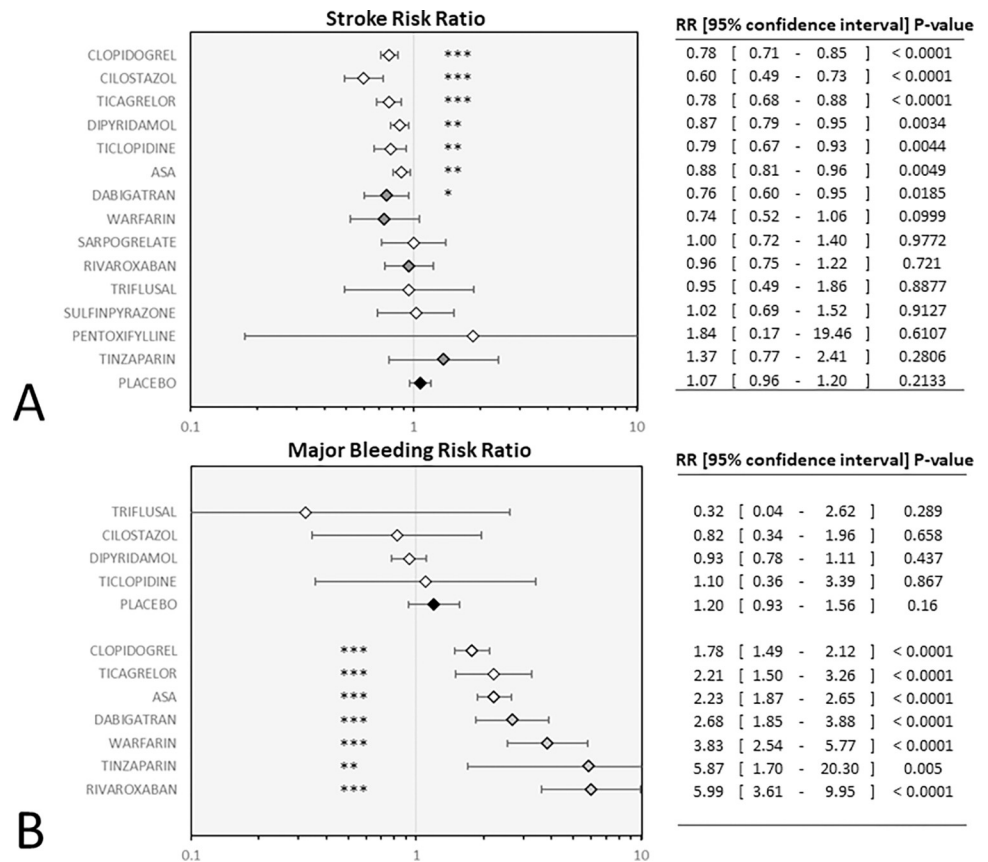 Stroke Risk Ratio
RR [95% confidence interval] P-value
CLOPIDOGREL *** 0.78 [ 0.71 - 0.85 ] < 0.0001
CILOSTAZOL *** 0.60 [ 0.49 - 0.73 ] < 0.0001
TICAGRELOR *** 0.78 [ 0.68 - 0.88 ] < 0.0001
DIPYRIDAMOL ** 0.87 [ 0.79 - 0.95 ] 0.0034
TICLOPIDINE ** 0.79 [ 0.67 - 0.93 ] 0.0044
ASA ** 0.88 [ 0.81 - 0.96 ] 0.0049
DABIGATRAN * 0.76 [ 0.60 - 0.95 ] 0.0185
WARFARIN 0.74 [ 0.52 - 1.06 ] 0.0999
SARPOGRELATE 1.00 [ 0.72 - 1.40 ] 0.9772
RIVAROXABAN 0.96 [ 0.75 - 1.22 ] 0.721
TRIFLUSAL 0.95 [ 0.49 - 1.86 ] 0.8877
SULFINPYRAZONE 1.02 [ 0.69 - 1.52 ] 0.9127
PENTOXIFYLLINE 1.84 [ 0.17 - 19.46 ] 0.6107
TINZAPARIN 1.37 [ 0.77 - 2.41 ] 0.2806
PLACEBO 1.07 [ 0.96 - 1.20 ] 0.2133
A
0.1 1 10
Major Bleeding Risk Ratio
RR [95% confidence interval] P-value
TRIFLUSAL 0.32 [ 0.04 - 2.62 ] 0.289
CILOSTAZOL 0.82 [ 0.34 - 1.96 ] 0.658
DIPYRIDAMOL 0.93 [ 0.78 - 1.11 ] 0.437
TICLOPIDINE 1.10 [ 0.36 - 3.39 ] 0.867
PLACEBO 1.20 [ 0.93 - 1.56 ] 0.16
CLOPIDOGREL *** 1.78 [ 1.49 - 2.12 ] < 0.0001
TICAGRELOR *** 2.21 [ 1.50 - 3.26 ] < 0.0001
ASA *** 2.23 [ 1.87 - 2.65 ] < 0.0001
DABIGATRAN *** 2.68 [ 1.85 - 3.88 ] < 0.0001
WARFARIN *** 3.83 [ 2.54 - 5.77 ] < 0.0001
TINZAPARIN ** 5.87 [ 1.70 - 20.30 ] 0.005
RIVAROXABAN *** 5.99 [ 3.61 - 9.95 ] < 0.0001
B
0.1 1 10